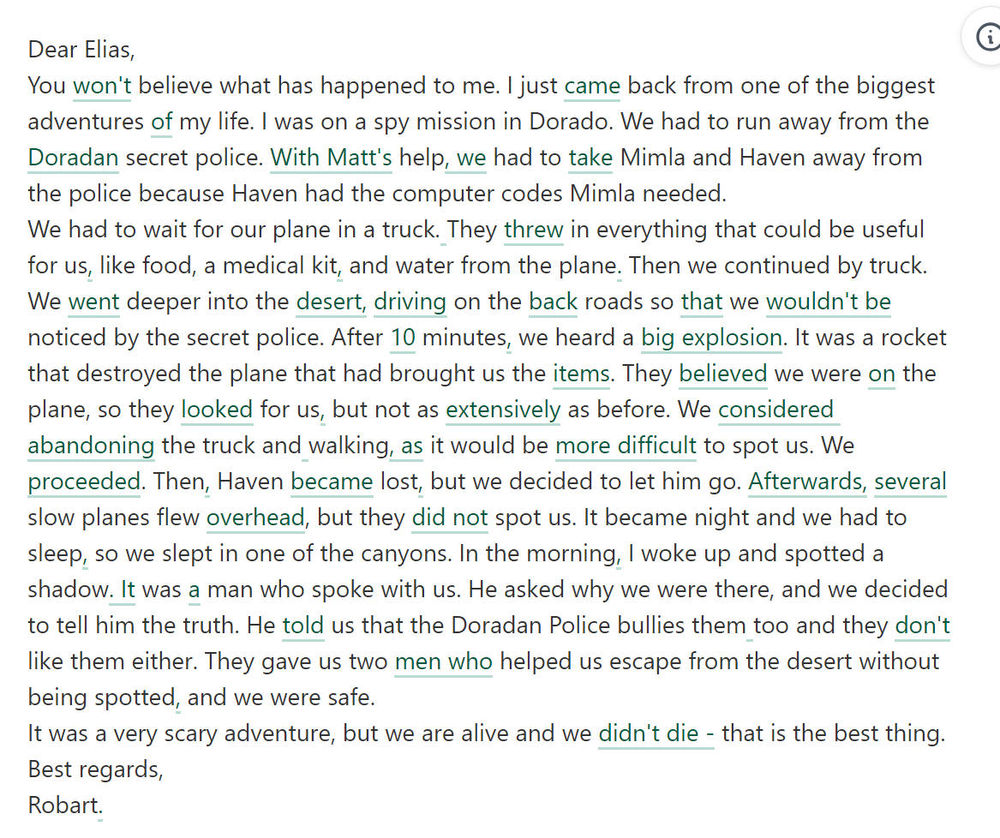 Dear Elias,
You won't believe what has happened to me. I just came back from one of the biggest
adventures of my life. I was on a spy mission in Dorado. We had to run away from the
Doradan secret police. With Matt's help, we had to take Mimla and Haven away from
the police because Haven had the computer codes Mimla needed.
We had to wait for our plane in a truck. They threw in everything that could be useful
for us, like food, a medical kit, and water from the plane. Then we continued by truck.
We went deeper into the desert, driving on the back roads so that we wouldn't be
noticed by the secret police. After 10 minutes, we heard a big explosion. It was a rocket
that destroyed the plane that had brought us the items. They believed we were on the
plane, so they looked for us, but not as extensively as before. We considered
abandoning the truck and walking, as it would be more difficult to spot us. We
proceeded. Then, Haven became lost, but we decided to let him go. Afterwards, several
slow planes flew overhead, but they did not spot us. It became night and we had to
sleep, so we slept in one of the canyons. In the morning, I woke up and spotted a
shadow. It was a man who spoke with us. He asked why we were there, and we decided
to tell him the truth. He told us that the Doradan Police bullies them too and they don't
like them either. They gave us two men who helped us escape from the desert without
being spotted, and we were safe.
It was a very scary adventure, but we are alive and we didn't die - that is the best thing.
Best regards,
Robart.